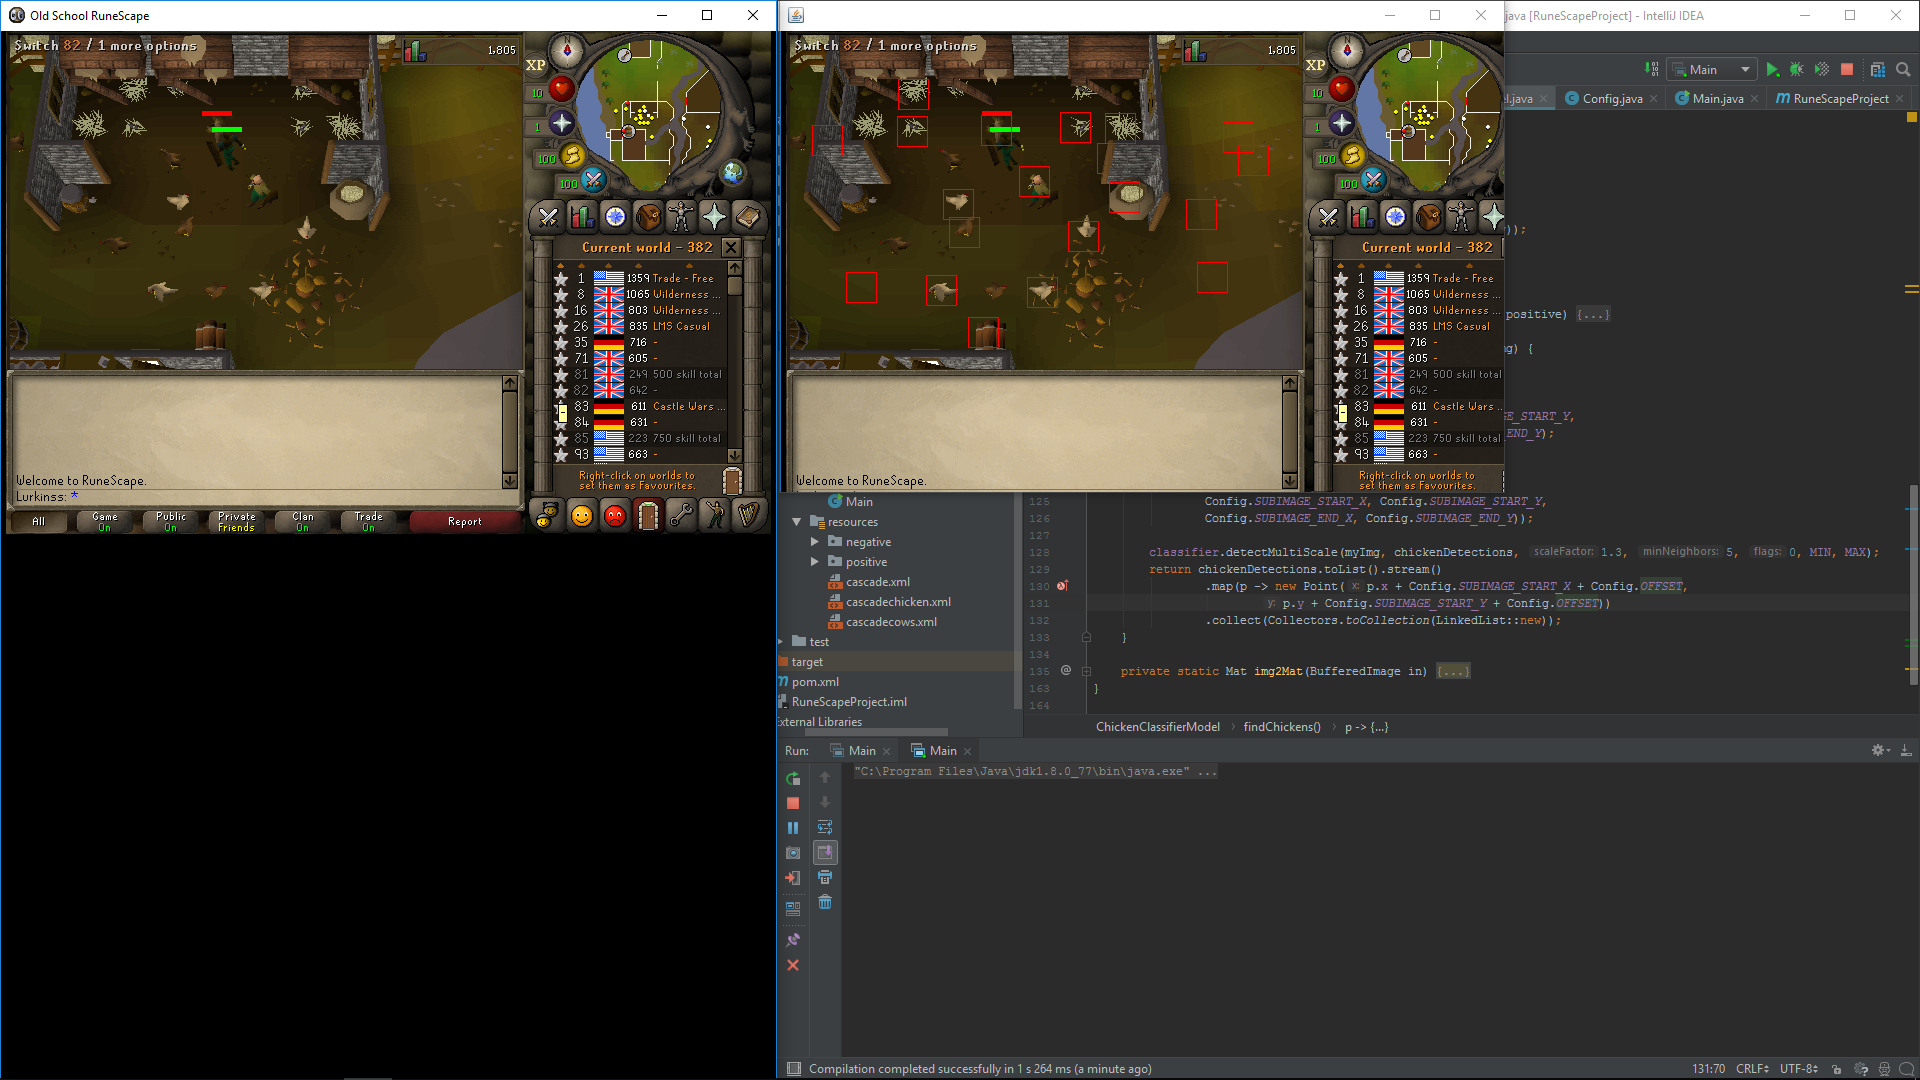 Old School RuneScape
Switch 82 / 1 more options
1,805
XP
10
1
100
100
Current world - 382
1 1359 Trade - Free
8 1065 Wilderness ...
16 803 Wilderness ...
26 835 LMS Casual
35 716 -
71 605 -
81 249 500 skill total
82 642 -
83 611 Castle Wars ...
84 631 -
85 223 750 skill total
93 663 -
Right-click on worlds to
set them as Favourites.
Welcome to RuneScape.
Lurkinss: *
All
Game
On
Public
On
Private
Friends
Clan
On
Trade
On
Report
Switch 82 / 1 more options
1,805
XP
10
1
100
100
Current world - 382
1 1359 Trade - Free
8 1065 Wilderness ...
16 803 Wilderness ...
26 835 LMS Casual
35 716 -
71 605 -
81 249 500 skill total
82 642 -
83 611 Castle Wars ...
84 631 -
85 223 750 skill total
93 663 -
Right-click on worlds to
set them as Favourites.
Welcome to RuneScape.
java [RuneScapeProject] - IntelliJ IDEA
Main
el.java
Config.java
Main.java
RuneScapeProject
));
positive) {...}
g) {
GE_START_Y,
END_Y);
Main
resources
negative
positive
cascade.xml
cascadechicken.xml
cascadecows.xml
test
target
pom.xml
RuneScapeProject.iml
External Libraries
125 Config.SUBIMAGE_START_X, Config.SUBIMAGE_START_Y,
126 Config.SUBIMAGE_END_X, Config.SUBIMAGE_END_Y));
127
128 classifier.detectMultiScale(myImg, chickenDetections, scaleFactor: 1.3, minNeighbors: 5, flags: 0, MIN, MAX);
129 return chickenDetections.toList().stream()
130 .map(p -> new Point( x: p.x + Config.SUBIMAGE_START_X + Config.OFFSET,
131 y: p.y + Config.SUBIMAGE_START_Y + Config.OFFSET))
132 .collect(Collectors.toCollection(LinkedList::new));
133 }
134
135 @ private static Mat img2Mat(BufferedImage in) {...}
163 }
164
ChickenClassifierModel findChickens() p -> {...}
Run: Main Main
"C:\Program Files\Java\jdk1.8.0_77\bin\java.exe" ...
Compilation completed successfully in 1 s 264 ms (a minute ago)
131:70 CRLF UTF-8